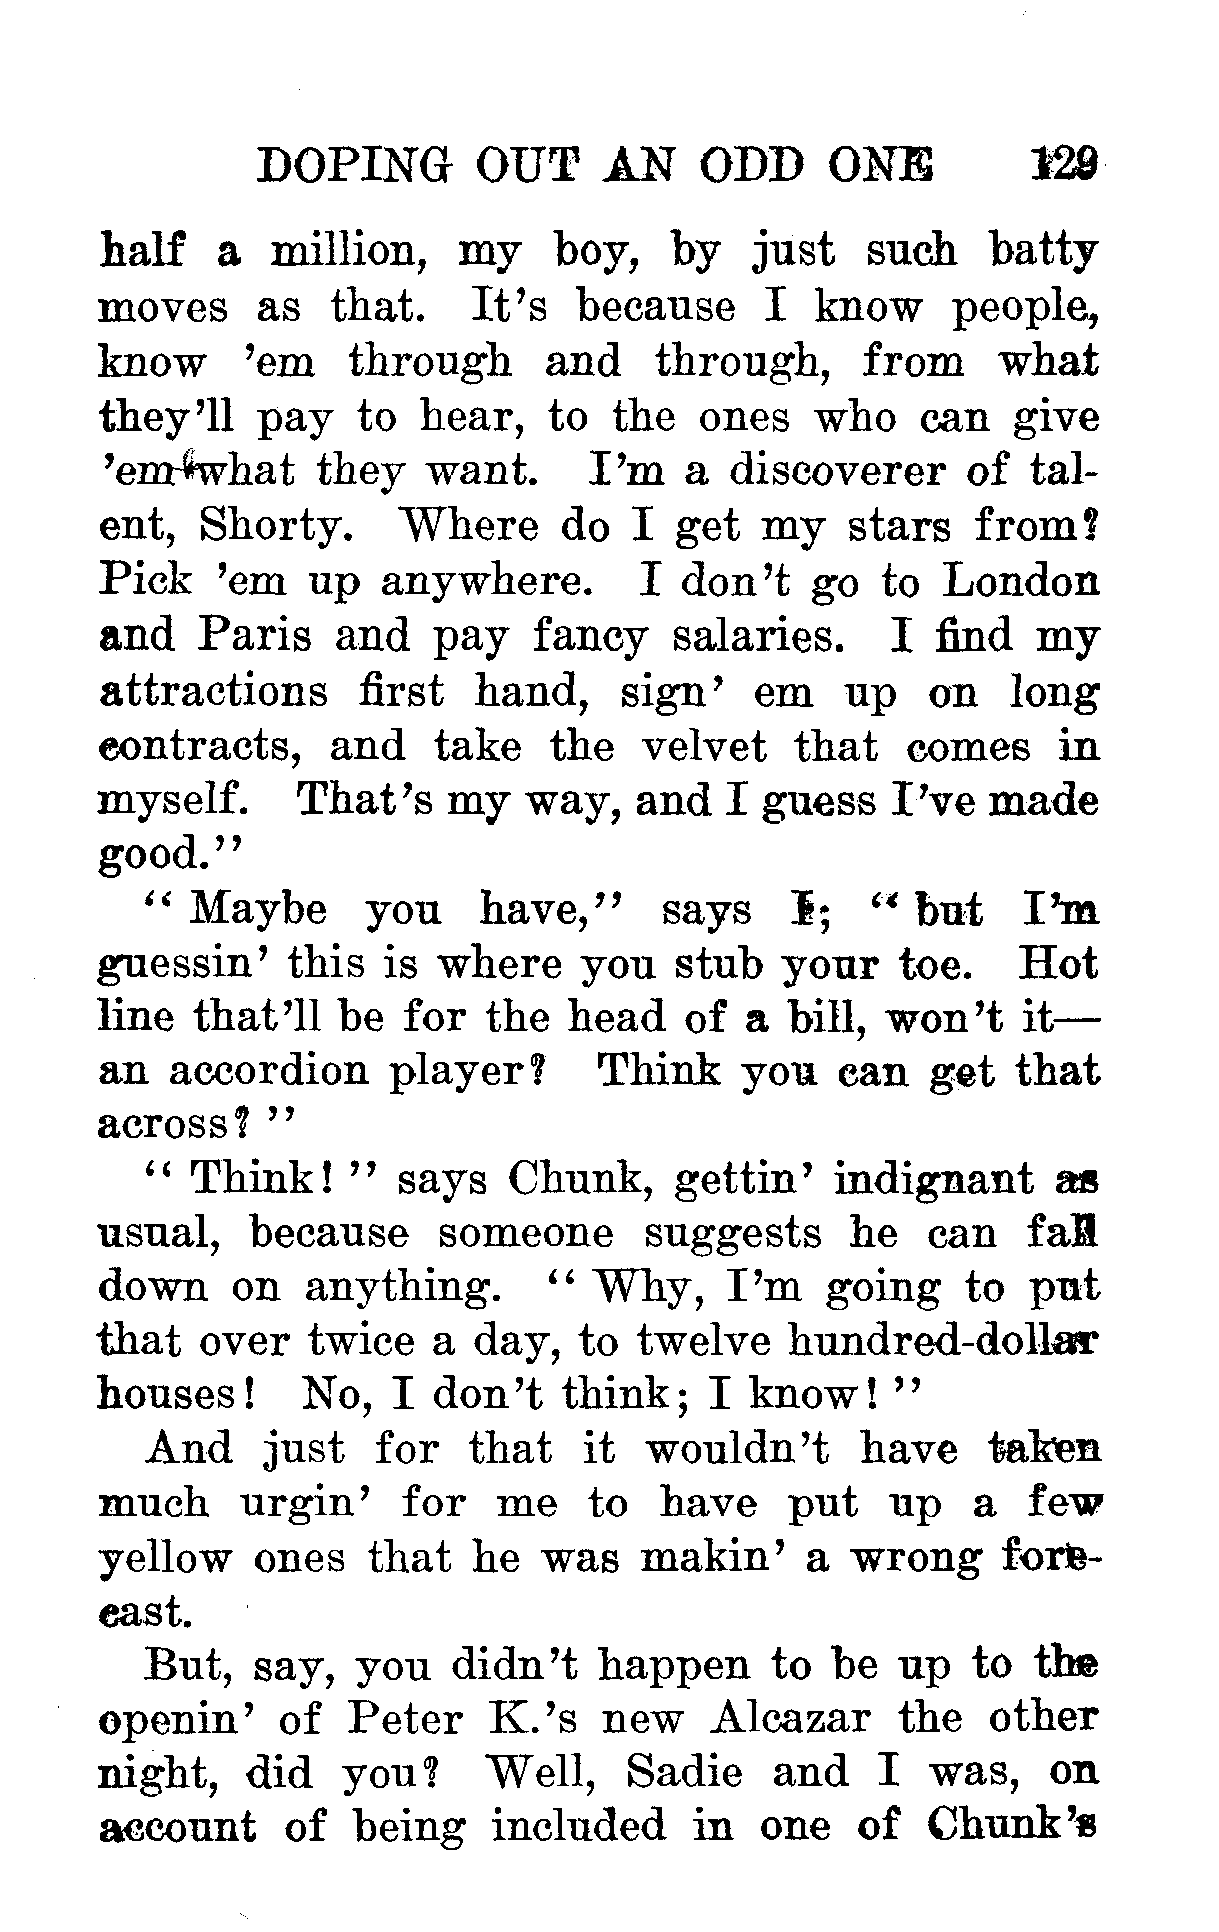 DOPING OUT AN ODD ONE 129
half a million, my boy, by just such batty
moves as that. It's because I know people,
know 'em through and through, from what
they'll pay to hear, to the ones who can give
'em what they want. I'm a discoverer of tal-
ent, Shorty. Where do I get my stars from?
Pick 'em up anywhere. I don't go to London
and Paris and pay fancy salaries. I find my
attractions first hand, sign' em up on long
contracts, and take the velvet that comes in
myself. That's my way, and I guess I've made
good."
"Maybe you have," says I; "but I'm
guessin' this is where you stub your toe. Hot
line that'll be for the head of a bill, won't it—
an accordion player? Think you can get that
across?"
"Think!" says Chunk, gettin' indignant as
usual, because someone suggests he can fall
down on anything. "Why, I'm going to put
that over twice a day, to twelve hundred-dollar
houses! No, I don't think; I know!"
And just for that it wouldn't have taken
much urgin' for me to have put up a few
yellow ones that he was makin' a wrong fore-
cast.
But, say, you didn't happen to be up to the
openin' of Peter K.'s new Alcazar the other
night, did you? Well, Sadie and I was, on
account of being included in one of Chunk's